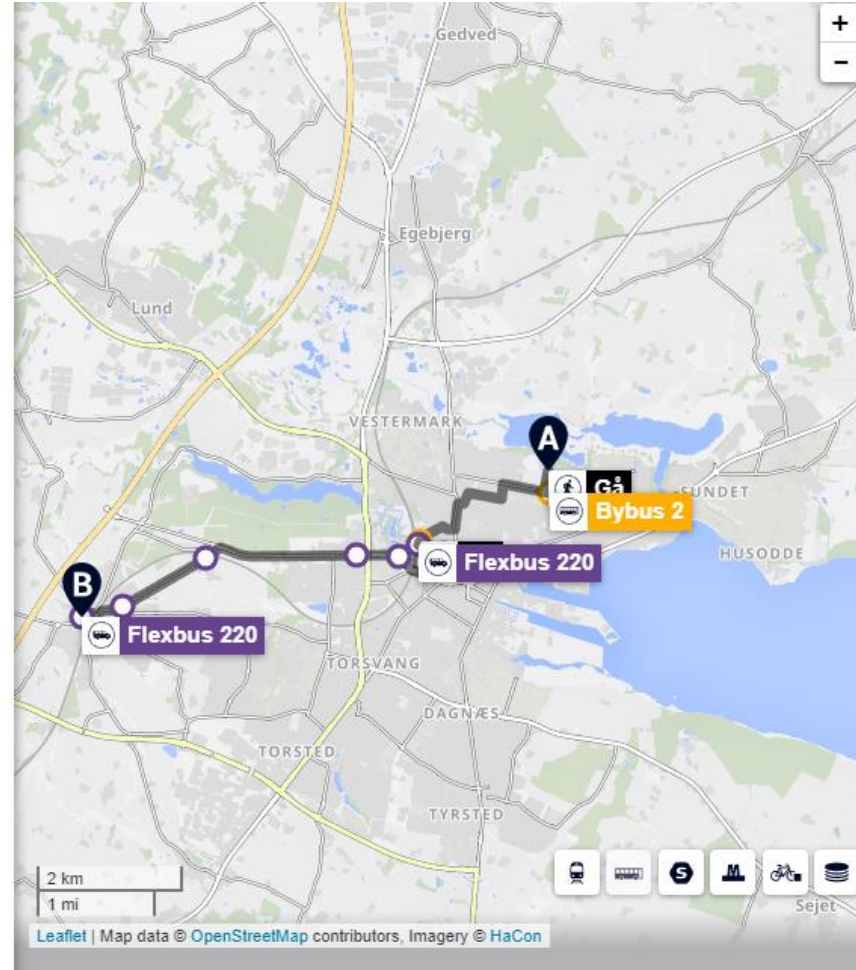 Gedved
+
−
Egebjerg
Lund
VESTERMARK
A
Gå
SUNDET
Bybus 2
HUSODDE
Flexbus 220
B
Flexbus 220
TORSVANG
DAGNÆS
TORSTED
TYRSTED
2 km
1 mi
S
M
Sejet
Leaflet | Map data © OpenStreetMap contributors, Imagery © HaCon